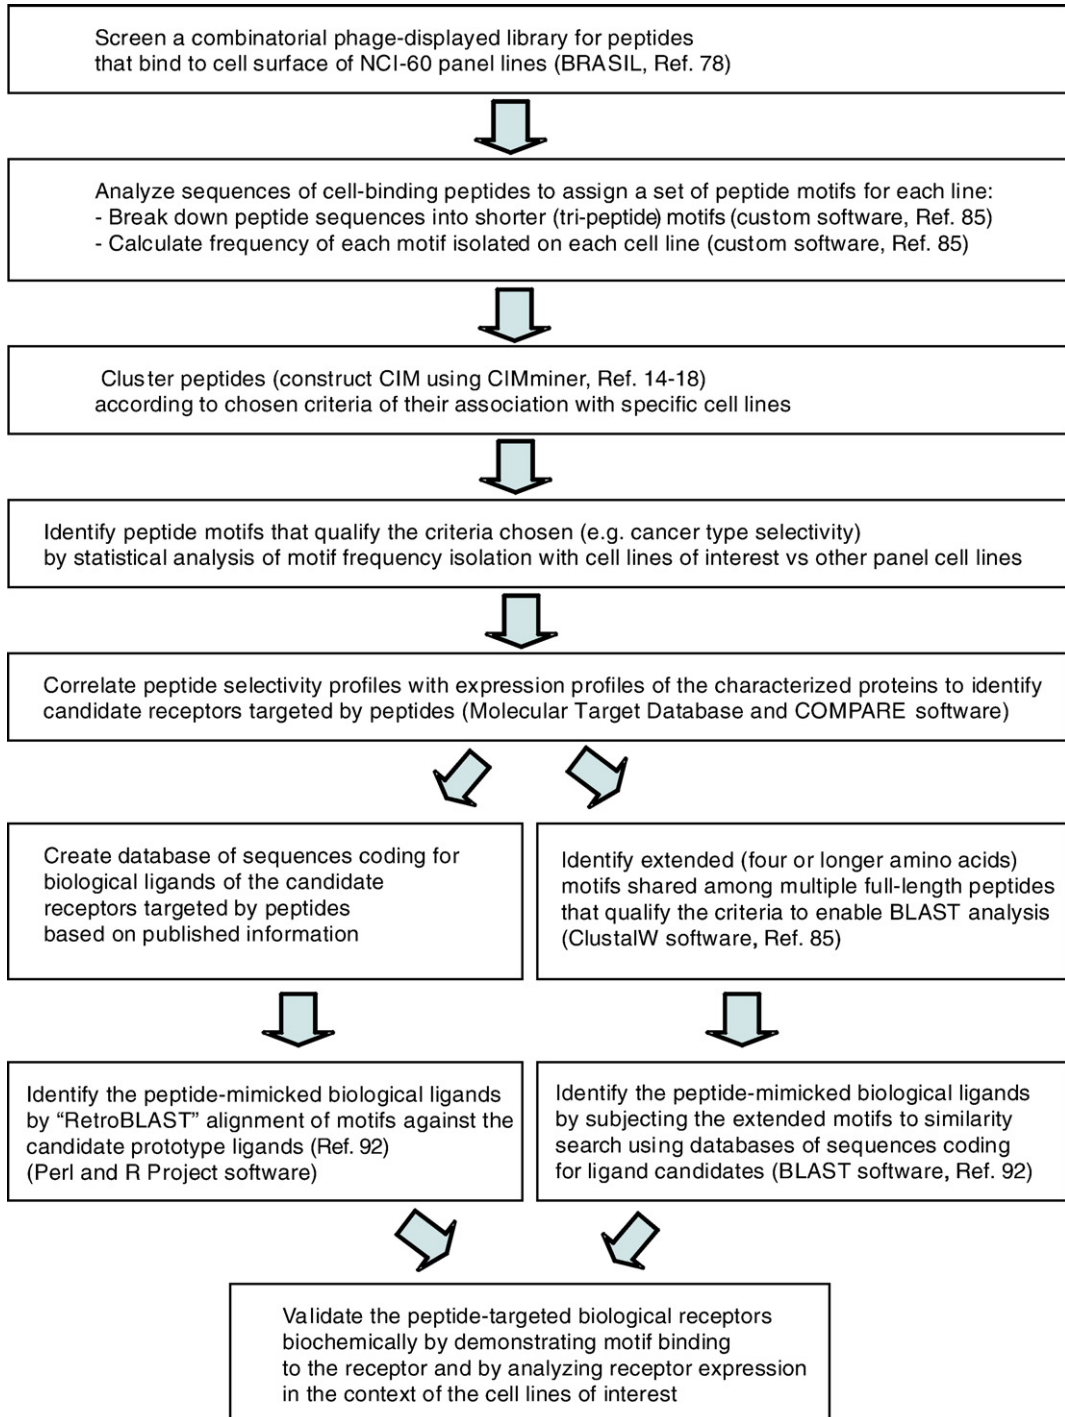 Screen a combinatorial phage-displayed library for peptides
that bind to cell surface of NCI-60 panel lines (BRASIL, Ref. 78)
Analyze sequences of cell-binding peptides to assign a set of peptide motifs for each line:
- Break down peptide sequences into shorter (tri-peptide) motifs (custom software, Ref. 85)
- Calculate frequency of each motif isolated on each cell line (custom software, Ref. 85)
Cluster peptides (construct CIM using CIMminer, Ref. 14-18)
according to chosen criteria of their association with specific cell lines
Identify peptide motifs that qualify the criteria chosen (e.g. cancer type selectivity)
by statistical analysis of motif frequency isolation with cell lines of interest vs other panel cell lines
Correlate peptide selectivity profiles with expression profiles of the characterized proteins to identify
candidate receptors targeted by peptides (Molecular Target Database and COMPARE software)
Create database of sequences coding for
biological ligands of the candidate
receptors targeted by peptides
based on published information
Identify extended (four or longer amino acids)
motifs shared among multiple full-length peptides
that qualify the criteria to enable BLAST analysis
(ClustalW software, Ref. 85)
Identify the peptide-mimicked biological ligands
by “RetroBLAST” alignment of motifs against the
candidate prototype ligands (Ref. 92)
(Perl and R Project software)
Identify the peptide-mimicked biological ligands
by subjecting the extended motifs to similarity
search using databases of sequences coding
for ligand candidates (BLAST software, Ref. 92)
Validate the peptide-targeted biological receptors
biochemically by demonstrating motif binding
to the receptor and by analyzing receptor expression
in the context of the cell lines of interest